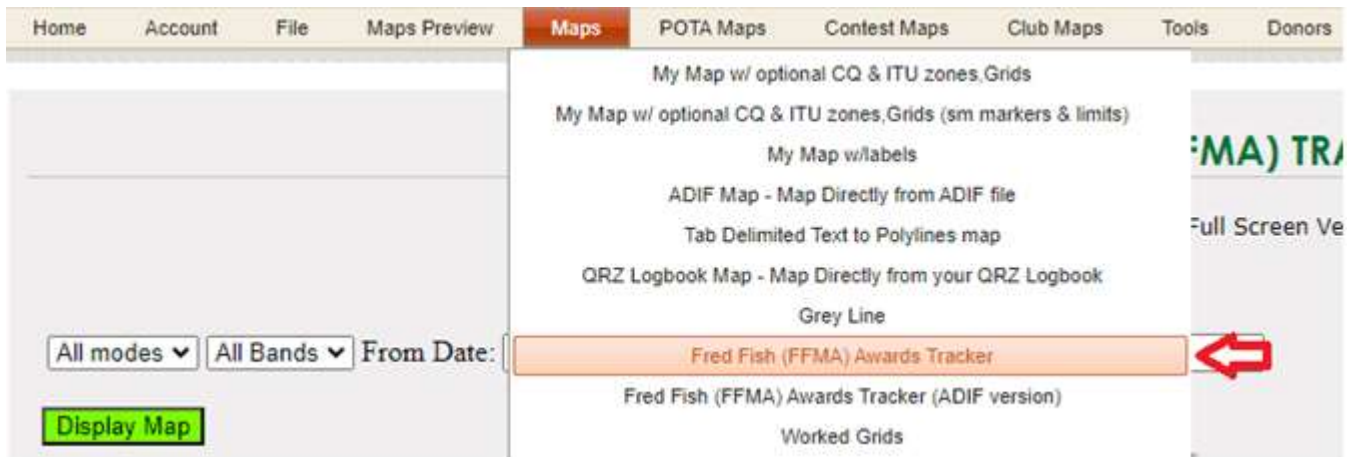 Home Account File Maps Preview Maps POTA Maps Contest Maps Club Maps Tools Donors
My Map w/ optional CQ & ITU zones,Grids
My Map w/ optional CQ & ITU zones,Grids (sm markers & limits)
My Map w/labels
FMA) TRA
ADIF Map - Map Directly from ADIF file
Tab Delimited Text to Polylines map
Full Screen Ve
QRZ Logbook Map - Map Directly from your QRZ Logbook
Grey Line
All modes All Bands From Date:
Fred Fish (FFMA) Awards Tracker
Fred Fish (FFMA) Awards Tracker (ADIF version)
Display Map
Worked Grids